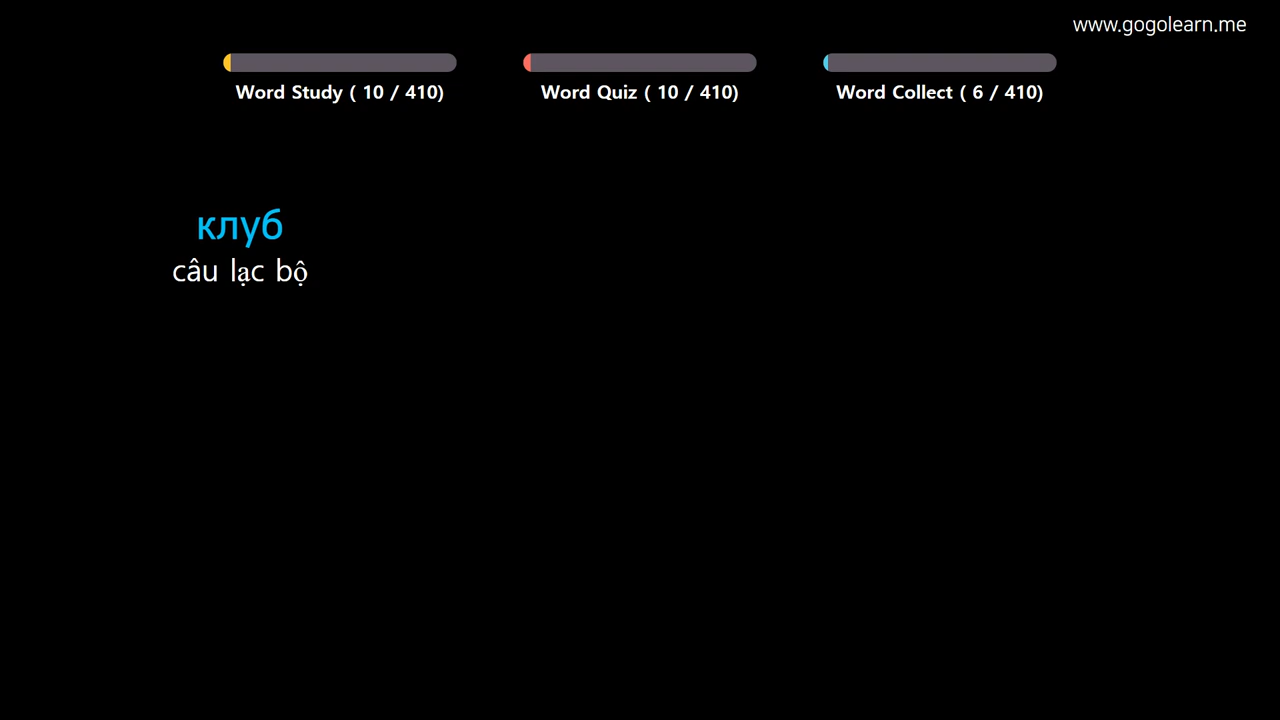 www.gogolearn.me
Word Study ( 10 / 410)
Word Quiz ( 10 / 410)
Word Collect ( 6 / 410)
клуб
câu lạc bộ